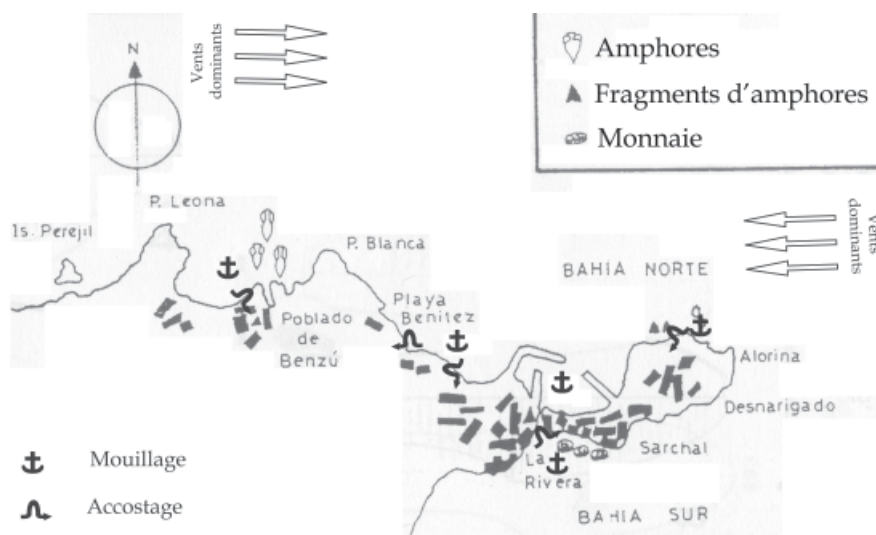 Vents
dominants
N
Amphores
Fragments d'amphores
Monnaie
P. Leona
Is. Perejil
P. Blanca
Vents
dominants
BAHIA NORTE
Playa
Benitez
Poblado
de
Benzú
Alorina
Desnarigado
Sarchal
La
Rivera
BAHIA SUR
Mouillage
Accostage